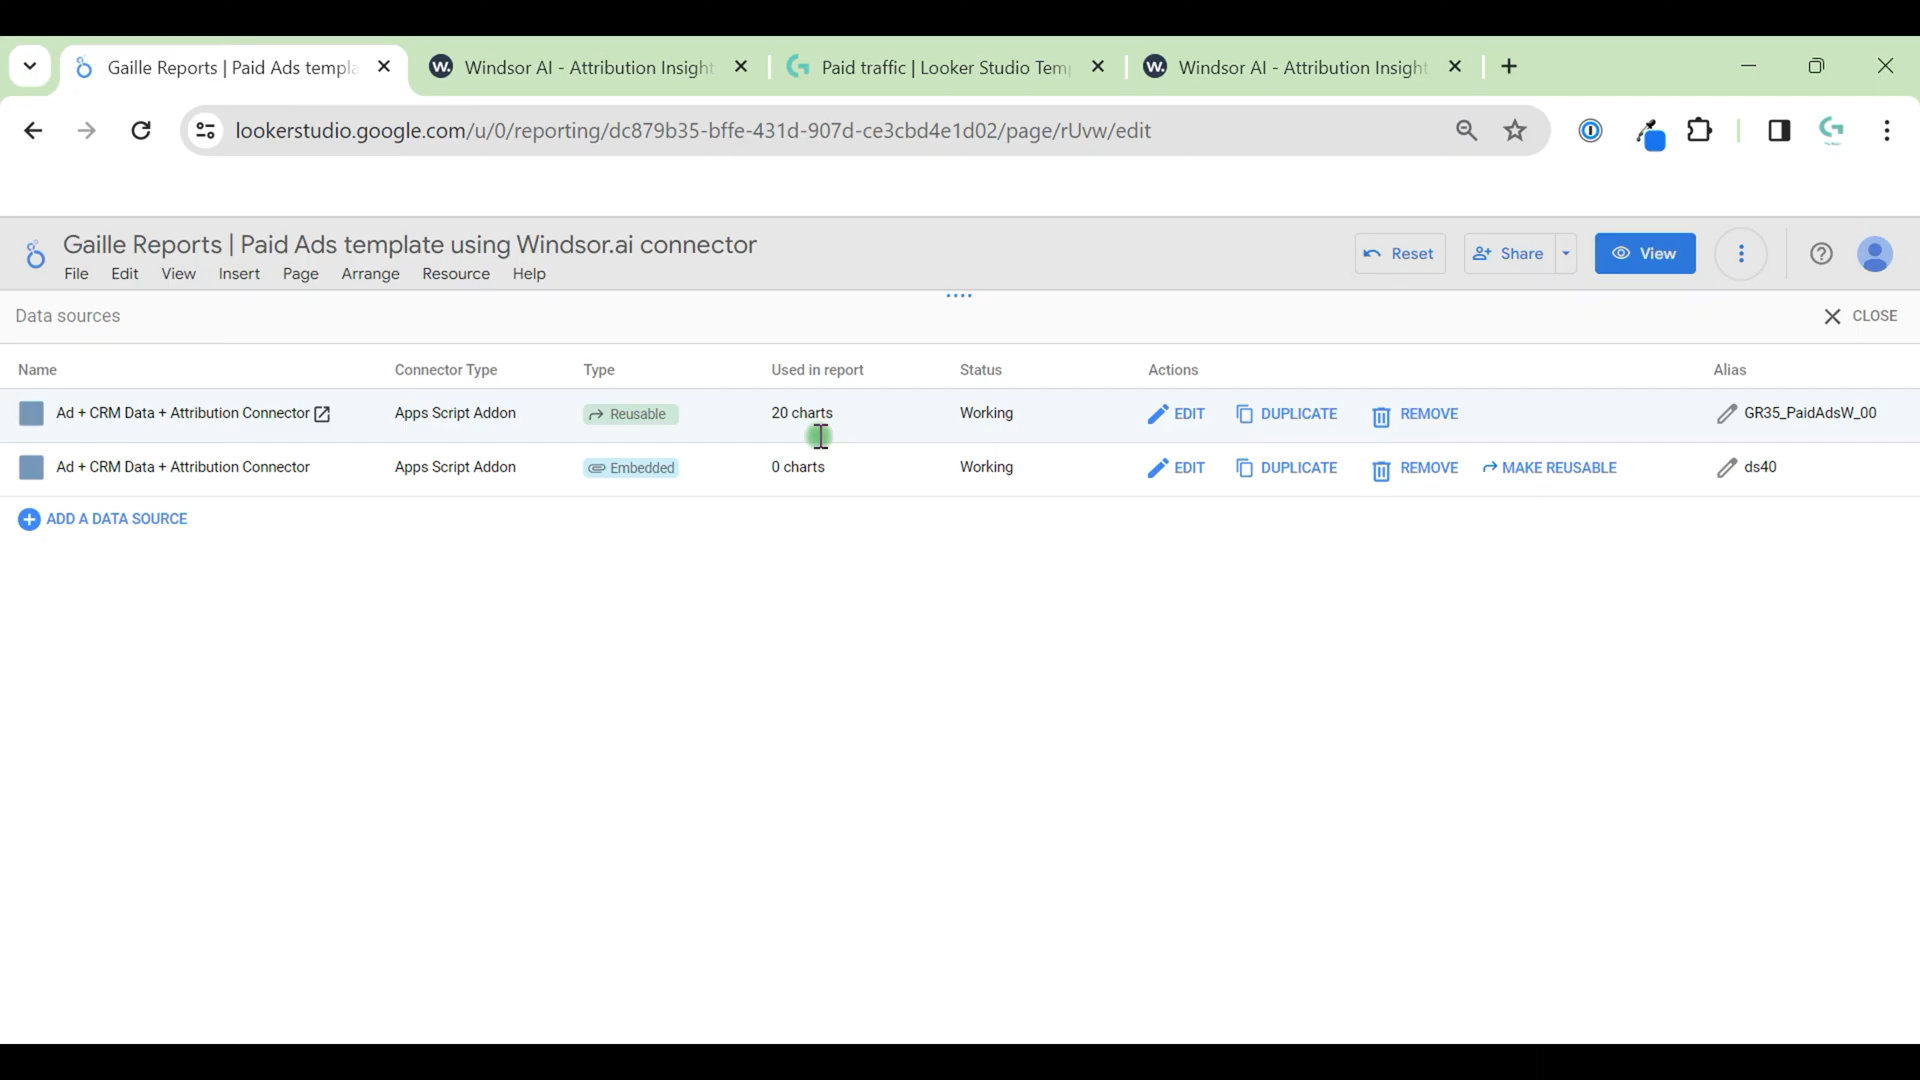 Gaille Reports | Paid Ads templa
Windsor AI - Attribution Insight
Paid traffic | Looker Studio Tem
Windsor AI - Attribution Insight
lookerstudio.google.com/u/0/reporting/dc879b35-bffe-431d-907d-ce3cbd4e1d02/page/rUvw/edit
Gaille Reports | Paid Ads template using Windsor.ai connector
File Edit View Insert Page Arrange Resource Help
Reset Share View
Data sources
CLOSE
Name Connector Type Type Used in report Status Actions Alias
Ad + CRM Data + Attribution Connector Apps Script Addon Reusable 20 charts Working EDIT DUPLICATE REMOVE GR35_PaidAdsW_00
Ad + CRM Data + Attribution Connector Apps Script Addon Embedded 0 charts Working EDIT DUPLICATE REMOVE MAKE REUSABLE ds40
ADD A DATA SOURCE